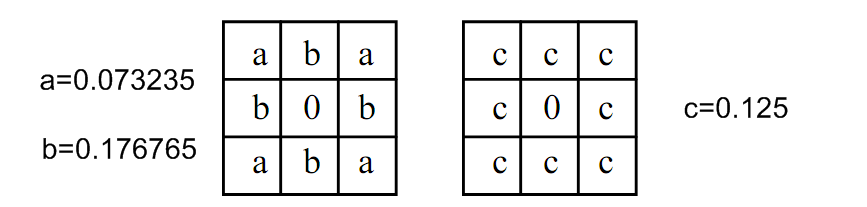 a=0.073235
b=0.176765
a b a
b 0 b
a b a
c c c
c 0 c
c c c
c=0.125